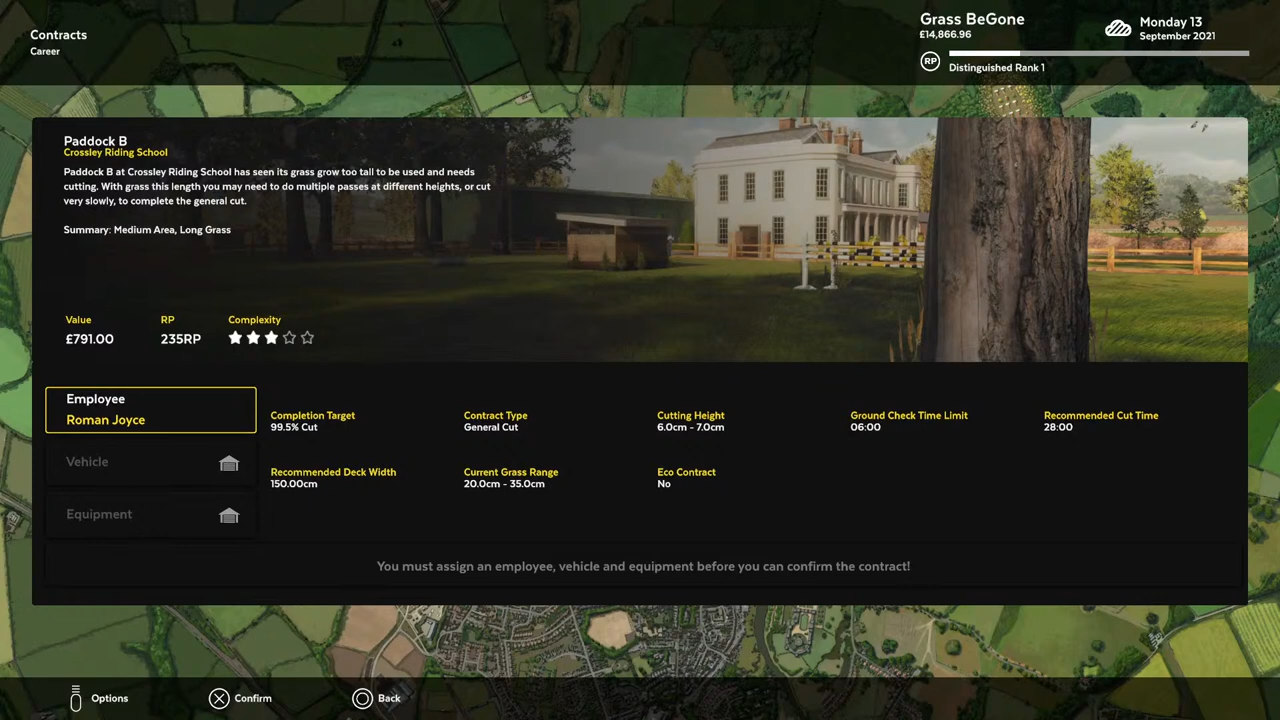 Contracts
Career
Grass BeGone
£14,866.96
Monday 13
September 2021
RP
Distinguished Rank 1
Paddock B
Crossley Riding School
Paddock B at Crossley Riding School has seen its grass grow too tall to be used and needs
cutting. With grass this length you may need to do multiple passes at different heights, or cut
very slowly, to complete the general cut.
Summary: Medium Area, Long Grass
Value
RP
Complexity
£791.00
235RP
Employee
Roman Joyce
Vehicle
Equipment
Completion Target
99.5% Cut
Contract Type
General Cut
Cutting Height
6.0cm - 7.0cm
Ground Check Time Limit
06:00
Recommended Cut Time
28:00
Recommended Deck Width
150.00cm
Current Grass Range
20.0cm - 35.0cm
Eco Contract
No
You must assign an employee, vehicle and equipment before you can confirm the contract!
Options
Confirm
Back